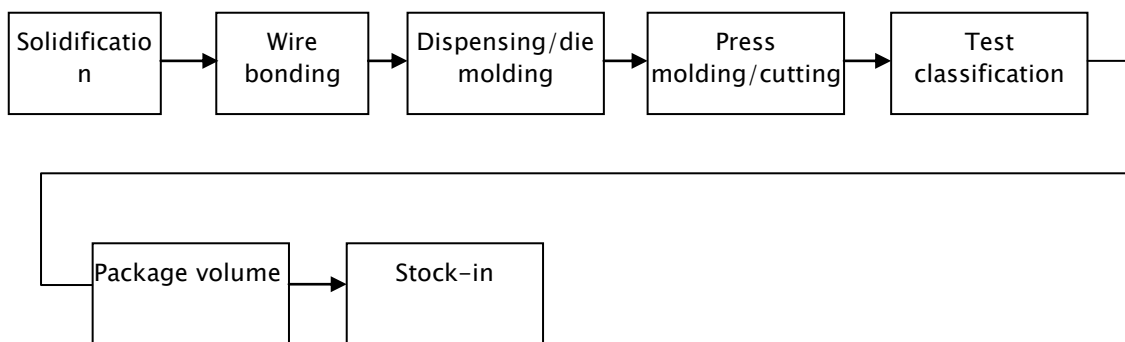 Solidificatio
n
Wire
bonding
Dispensing/die
molding
Press
molding/cutting
Test
classification
Package volume
Stock-in